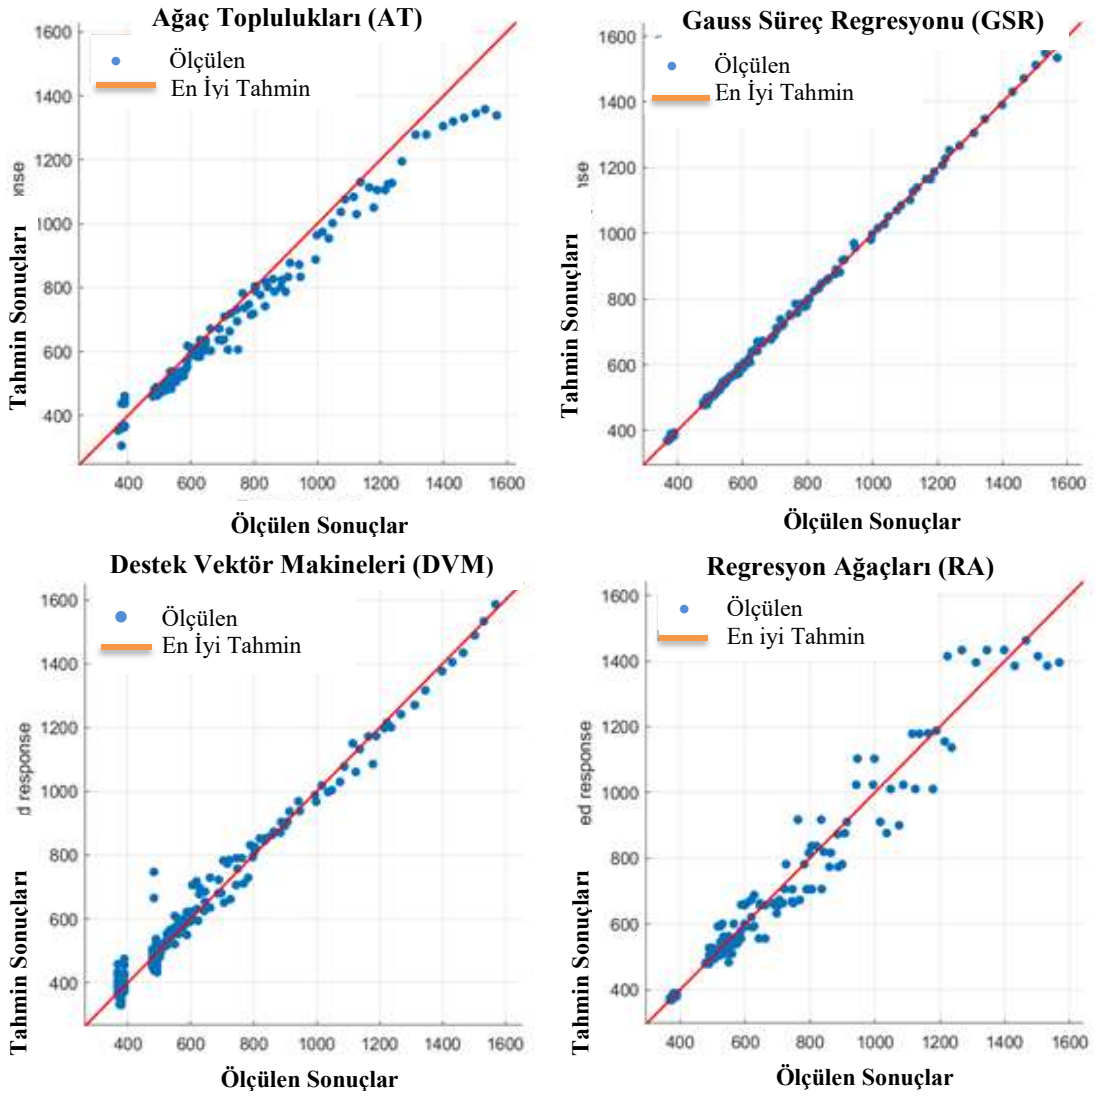 Ağaç Toplulukları (AT)
1600
1400
1200
1000
800
600
400
400 600 800 1000 1200 1400 1600
Ölçülen
En İyi Tahmin
Tahmin Sonuçları
Ölçülen Sonuçlar
Gauss Süreç Regresyonu (GSR)
1600
1400
1200
1000
800
600
400
400 600 800 1000 1200 1400 1600
Ölçülen
En İyi Tahmin
Tahmin Sonuçları
Ölçülen Sonuçlar
Destek Vektör Makineleri (DVM)
1600
1400
1200
1000
800
600
400
400 600 800 1000 1200 1400 1600
Ölçülen
En İyi Tahmin
d response
Tahmin Sonuçları
Ölçülen Sonuçlar
Regresyon Ağaçları (RA)
1600
1400
1200
1000
800
600
400
400 600 800 1000 1200 1400 1600
Ölçülen
En iyi Tahmin
ed response
Tahmin Sonuçları
Ölçülen Sonuçlar